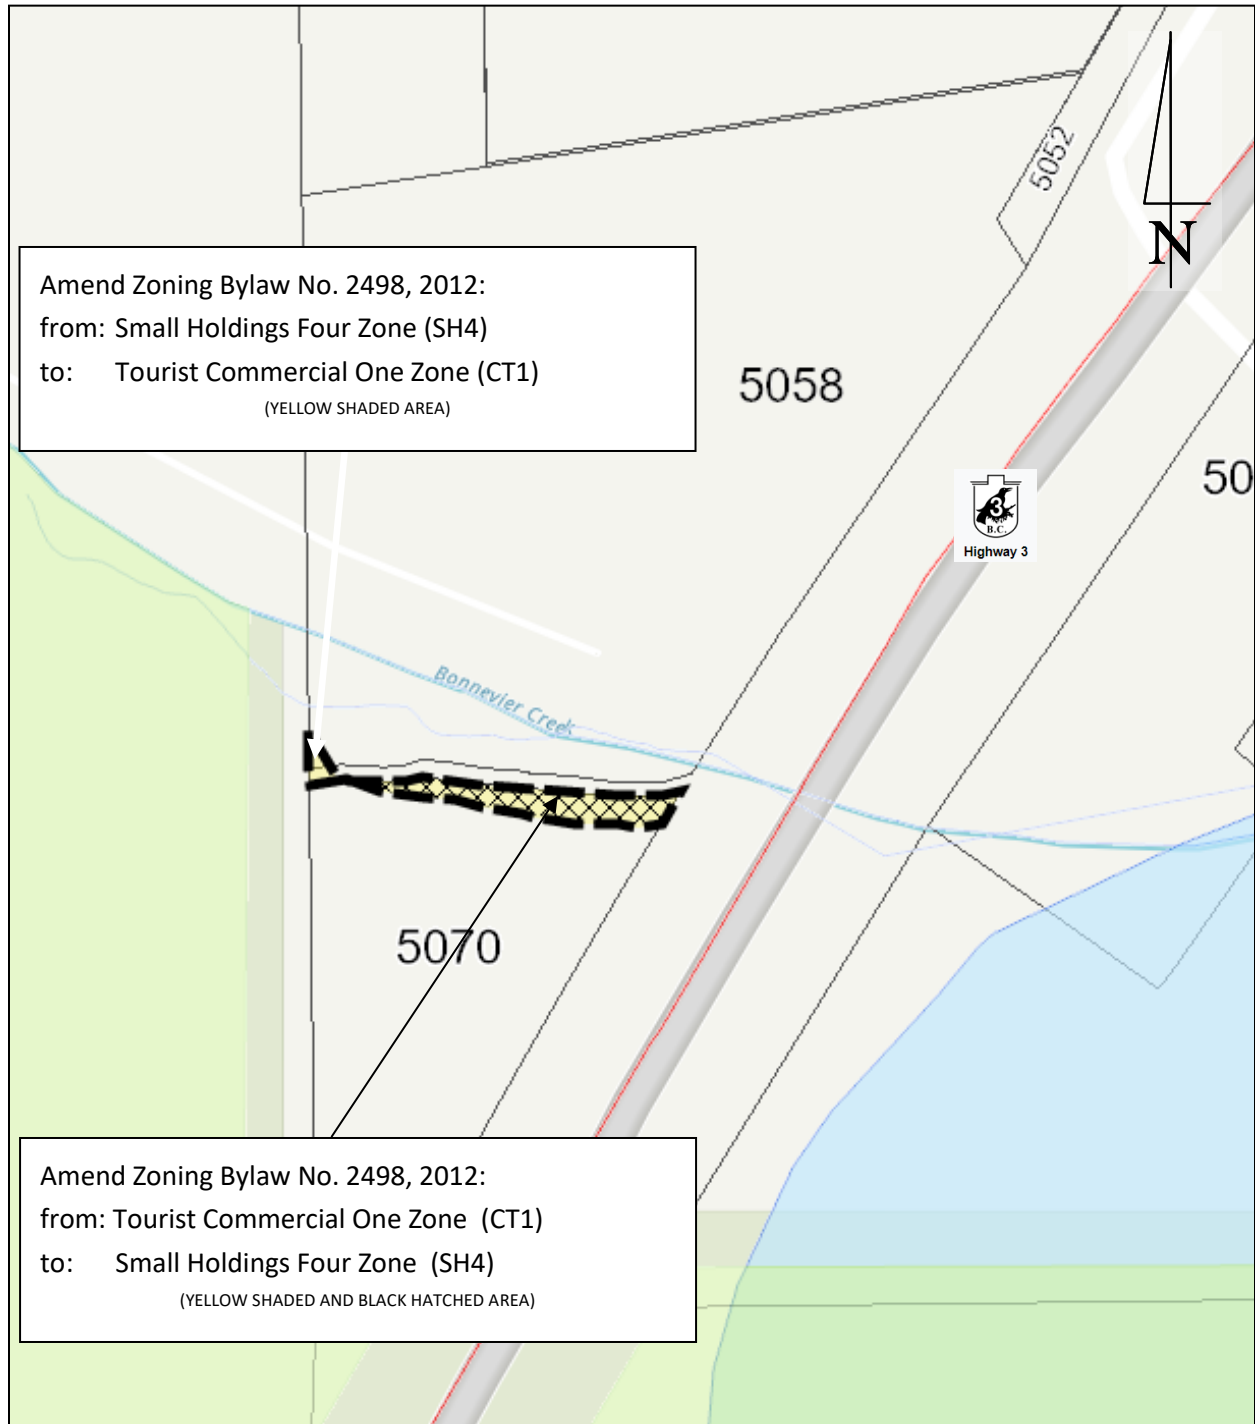 5052
N
Amend Zoning Bylaw No. 2498, 2012:
from: Small Holdings Four Zone (SH4)
to: Tourist Commercial One Zone (CT1)
(YELLOW SHADED AREA)
5058
50
3
B.C.
Highway 3
Bonnevier Creek
5070
Amend Zoning Bylaw No. 2498, 2012:
from: Tourist Commercial One Zone (CT1)
to: Small Holdings Four Zone (SH4)
(YELLOW SHADED AND BLACK HATCHED AREA)